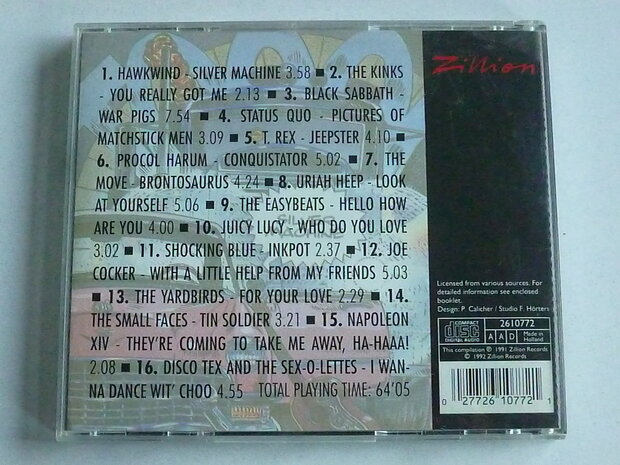 1. HAWKWIND - SILVER MACHINE 3.58 ■ 2. THE KINKS
- YOU REALLY GOT ME 2.13 ■ 3. BLACK SABBATH -
WAR PIGS 7.54 ■ 4. STATUS QUO - PICTURES OF
MATCHSTICK MEN 3.09 ■ 5. T. REX - JEEPSTER 4.10 ■
6. PROCOL HARUM - CONQUISTATOR 5.02 ■ 7. THE
MOVE - BRONTOSAURUS 4.24 ■ 8. URIAH HEEP - LOOK
AT YOURSELF 5.06 ■ 9. THE EASYBEATS - HELLO HOW
ARE YOU 4.00 ■ 10. JUICY LUCY - WHO DO YOU LOVE
3.02 ■ 11. SHOCKING BLUE - INKPOT 2.37 ■ 12. JOE
COCKER - WITH A LITTLE HELP FROM MY FRIENDS 5.03
■ 13. THE YARDBIRDS - FOR YOUR LOVE 2.29 ■ 14.
THE SMALL FACES - TIN SOLDIER 3.21 ■ 15. NAPOLEON
XIV - THEY'RE COMING TO TAKE ME AWAY, HA-HAAA!
2.08 ■ 16. DISCO TEX AND THE SEX-O-LETTES - I WAN-
NA DANCE WIT' CHOO 4.55 TOTAL PLAYING TIME: 64'05
Zillion
Licensed from various sources. For
detailed information see enclosed
booklet.
Design: P. Calicher / Studio F. Hörters
COMPACT
disc
DIGITAL AUDIO
2610772
AAD
Made in
Holland
This compilation ℗ 1991 Zillion Records
© 1992 Zillion Records
0 27726 10772 1